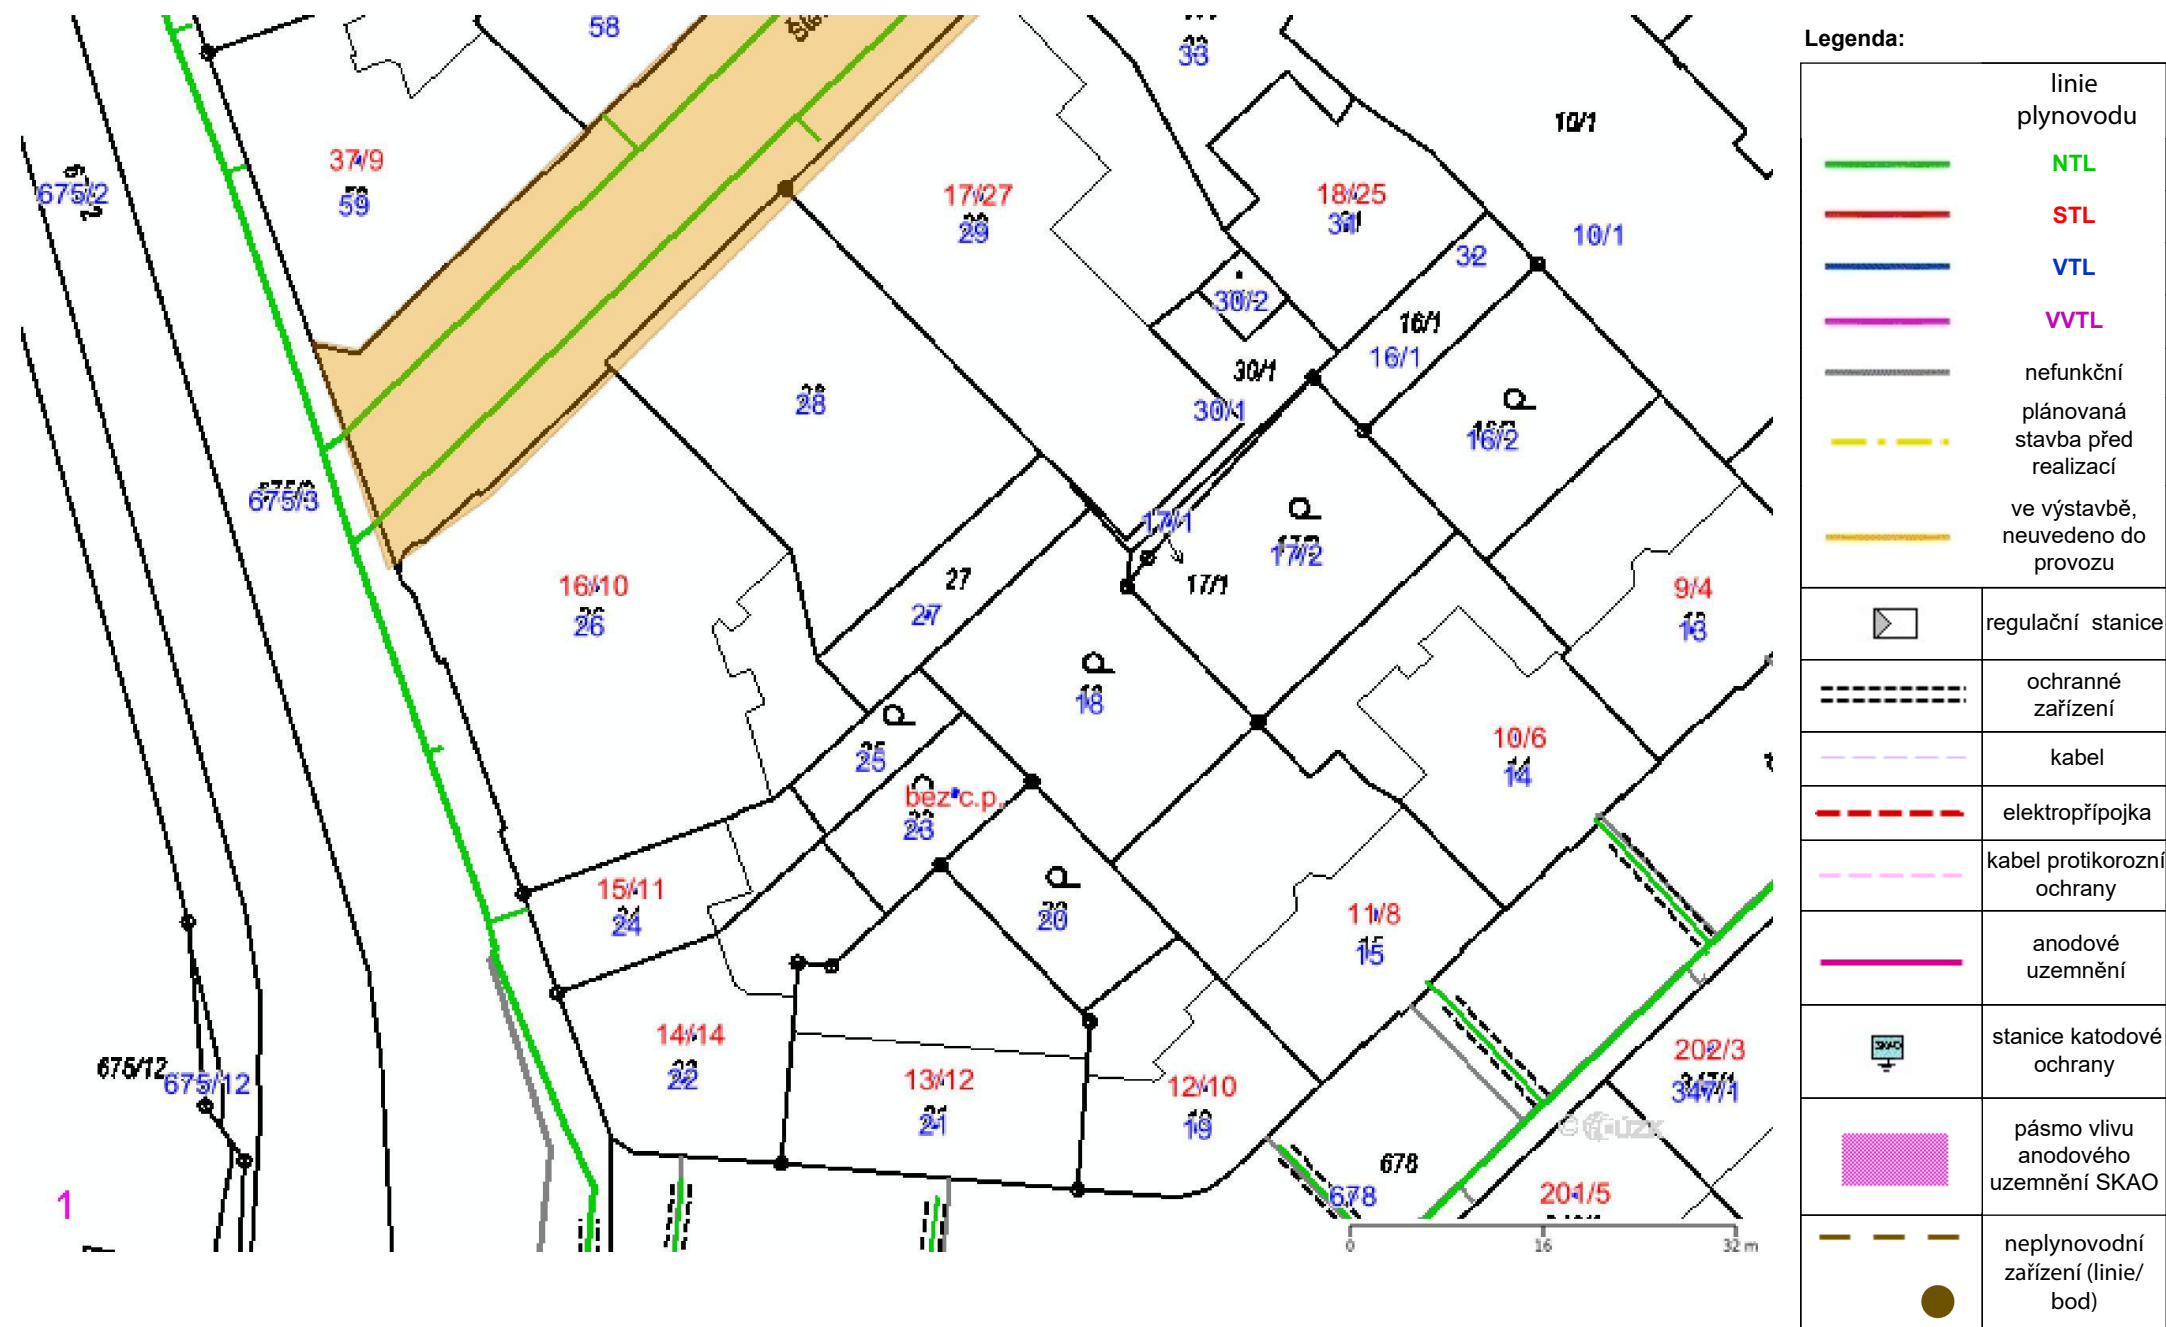 58
33
Legenda:
linie
plynovodu
NTL
STL
VTL
VVTL
nefunkční
plánovaná
stavba před
realizací
ve výstavbě,
neuvedeno do
provozu
regulační stanice
ochranné
zařízení
kabel
elektropřípojka
kabel protikorozní
ochrany
anodové
uzemnění
SKAO
stanice katodové
ochrany
pásmo vlivu
anodového
uzemnění SKAO
neplynovodní
zařízení (linie/
bod)
10/1
10/1
37/9
59
675/2
17/27
29
18/25
31
32
30/2
16/1
16/1
30/1
30/1
28
16/2
675/3
17/1
17/2
17/1
27
27
16/10
26
9/4
13
18
10/6
14
25
bez č.p.
23
15/11
24
20
11/8
15
14/14
22
13/12
21
12/10
19
202/3
347/1
675/12
675/12
© ČÚZK
678
678
201/5
1
0 16 32 m